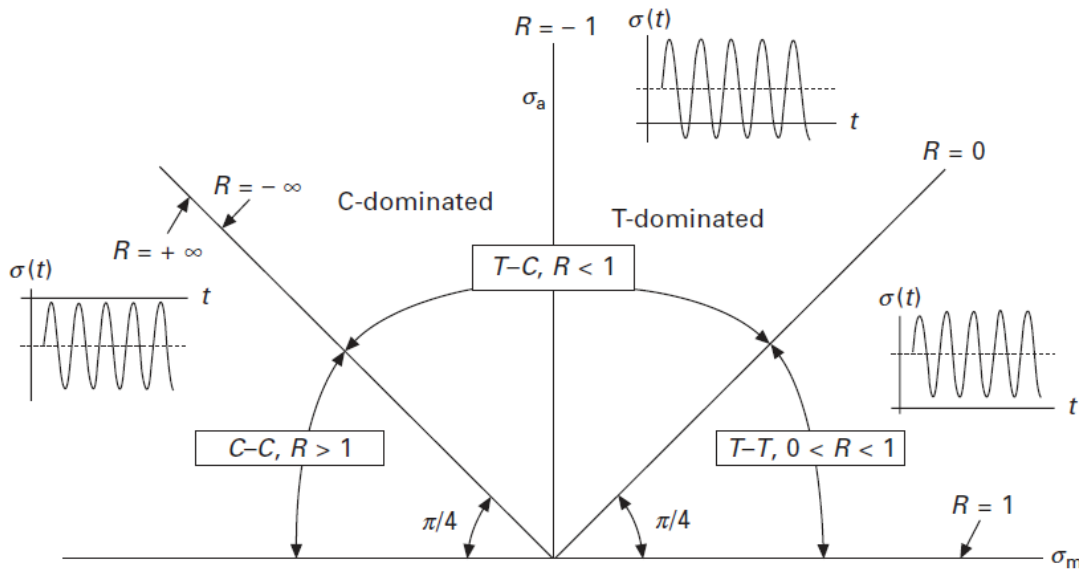 R = – 1
σ(t)
t
σa
R = 0
R = – ∞
C-dominated
T-dominated
R = + ∞
T–C, R < 1
σ(t)
t
σ(t)
t
C–C, R > 1
T–T, 0 < R < 1
π/4
π/4
R = 1
σm